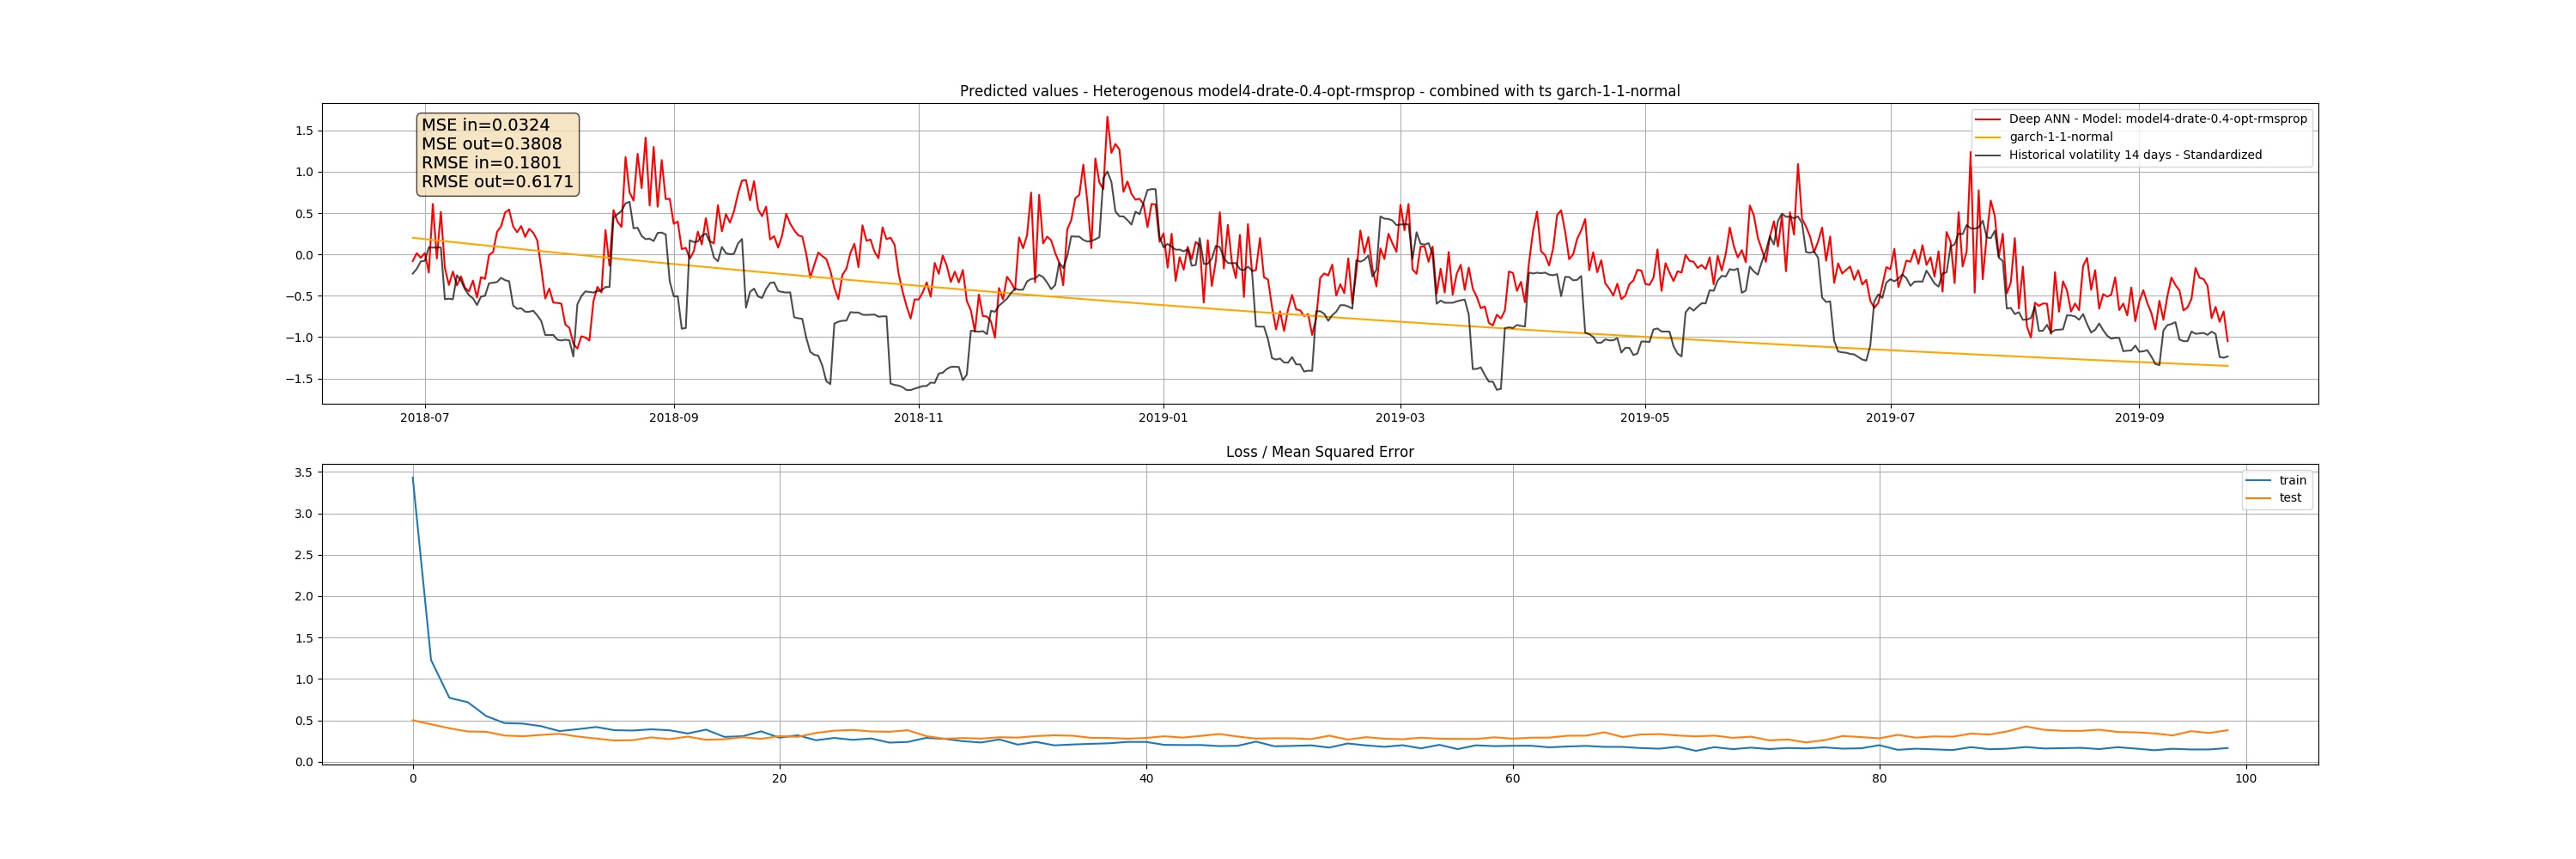 Predicted values - Heterogenous model4-drate-0.4-opt-rmsprop - combined with ts garch-1-1-normal
MSE in=0.0324
MSE out=0.3808
RMSE in=0.1801
RMSE out=0.6171
Deep ANN - Model: model4-drate-0.4-opt-rmsprop
garch-1-1-normal
Historical volatility 14 days - Standardized
1.5
1.0
0.5
0.0
−0.5
−1.0
−1.5
2018-07 2018-09 2018-11 2019-01 2019-03 2019-05 2019-07 2019-09
Loss / Mean Squared Error
train
test
3.5
3.0
2.5
2.0
1.5
1.0
0.5
0.0
0 20 40 60 80 100